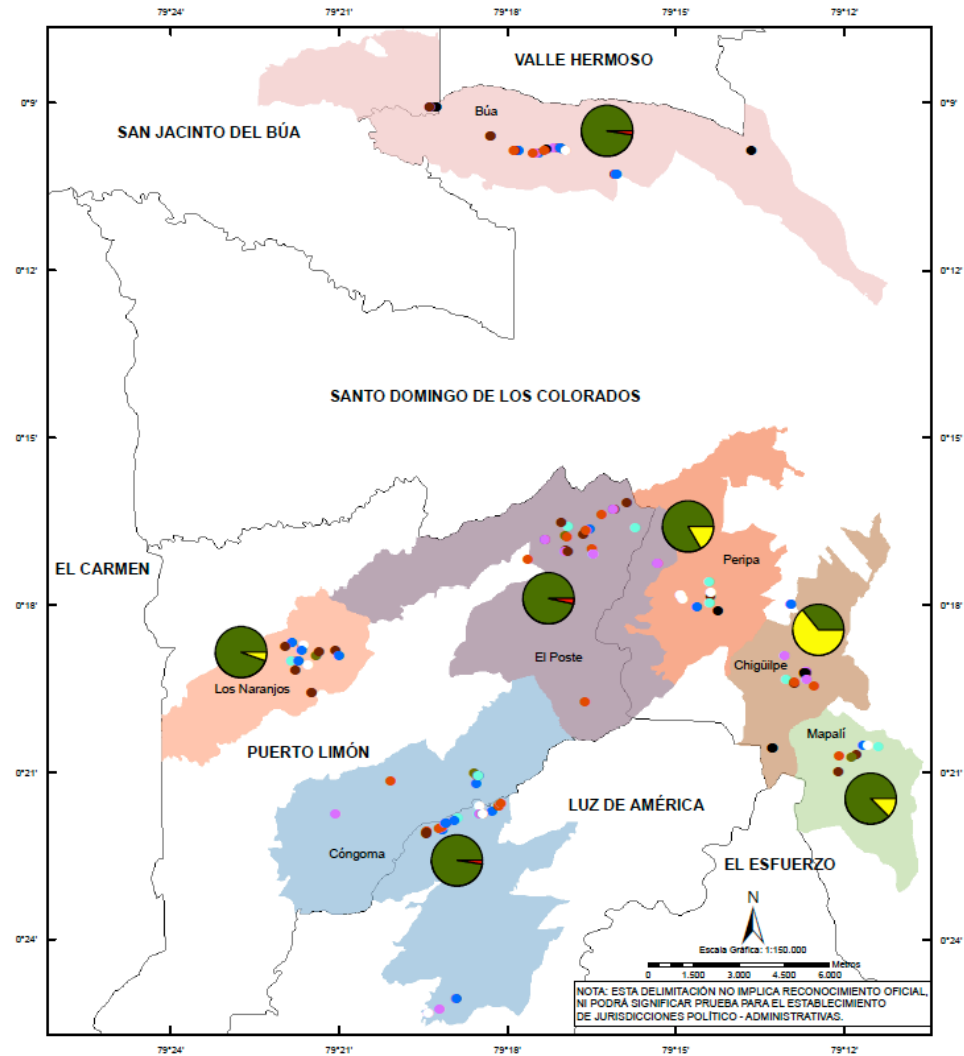 79°24'
79°21'
79°18'
79°15'
79°12'
VALLE HERMOSO
0°9'
0°9'
Búa
SAN JACINTO DEL BÚA
0°12'
0°12'
SANTO DOMINGO DE LOS COLORADOS
0°15'
0°15'
EL CARMEN
Peripa
0°18'
0°18'
El Poste
Chigüilpe
Los Naranjos
Mapalí
PUERTO LIMÓN
0°21'
0°21'
LUZ DE AMÉRICA
Cóngoma
EL ESFUERZO
N
0°24'
0°24'
Escala Gráfica: 1:150.000
Metros
0 1.500 3.000 4.500 6.000
NOTA: ESTA DELIMITACIÓN NO IMPLICA RECONOCIMIENTO OFICIAL,
NI PODRÁ SIGNIFICAR PRUEBA PARA EL ESTABLECIMIENTO
DE JURISDICCIONES POLÍTICO - ADMINISTRATIVAS.
79°24'
79°21'
79°18'
79°15'
79°12'